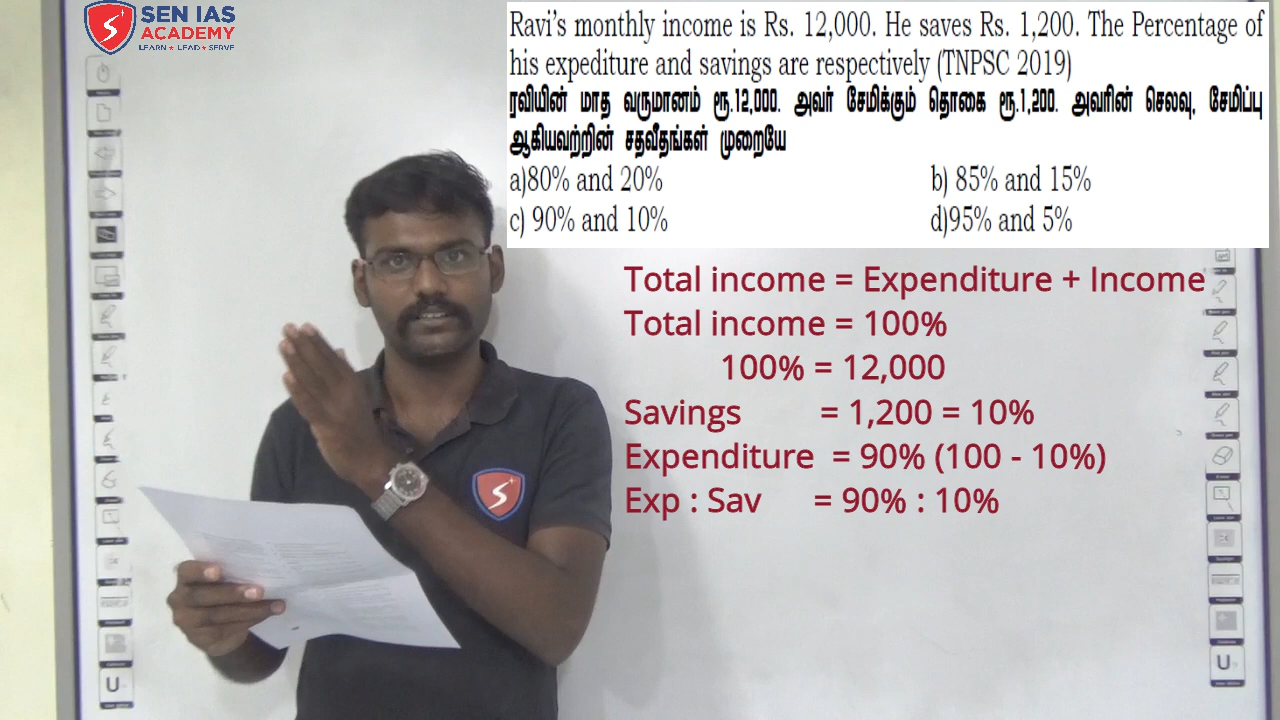 SEN IAS
ACADEMY
LEARN ★ LEAD ★ SERVE
Ravi's monthly income is Rs. 12,000. He saves Rs. 1,200. The Percentage of
his expediture and savings are respectively (TNPSC 2019)
ரவியின் மாத வருமானம் ரூ.12,000. அவர் சேமிக்கும் தொகை ரூ.1,200. அவரின் செலவு, சேமிப்பு
ஆகியவற்றின் சதவீதங்கள் முறையே
a)80% and 20% b) 85% and 15%
c) 90% and 10% d)95% and 5%
Total income = Expenditure + Income
Total income = 100%
100% = 12,000
Savings = 1,200 = 10%
Expenditure = 90% (100 - 10%)
Exp : Sav = 90% : 10%
U
U